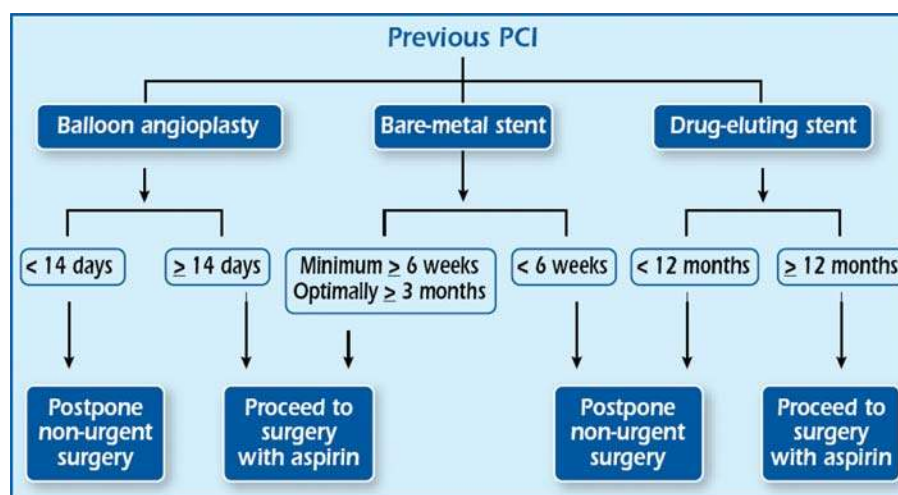 Previous PCI
Balloon angioplasty
Bare-metal stent
Drug-eluting stent
< 14 days
≥ 14 days
Minimum ≥ 6 weeks
Optimally ≥ 3 months
< 6 weeks
< 12 months
≥ 12 months
Postpone
non-urgent
surgery
Proceed to
surgery
with aspirin
Postpone
non-urgent
surgery
Proceed to
surgery
with aspirin